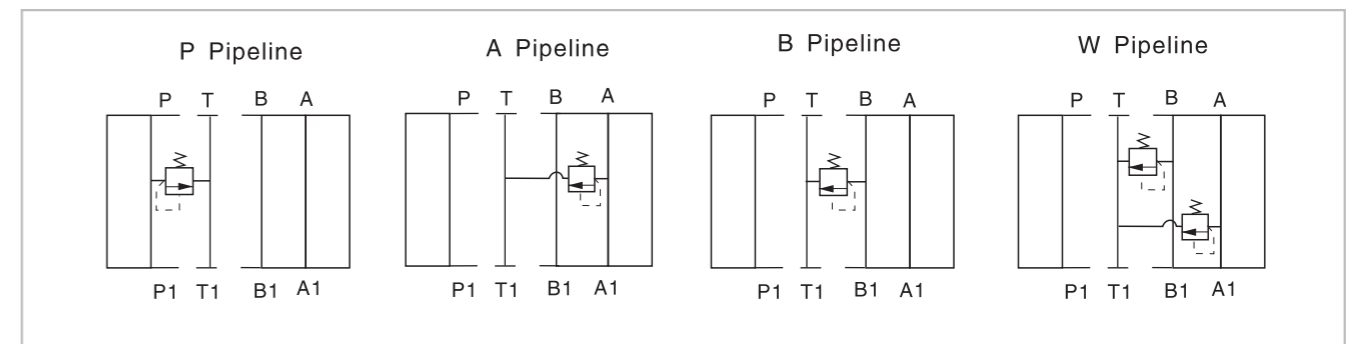 P Pipeline
A Pipeline
B Pipeline
W Pipeline
P T B A
P T B A
P T B A
P T B A
P1 T1 B1 A1
P1 T1 B1 A1
P1 T1 B1 A1
P1 T1 B1 A1